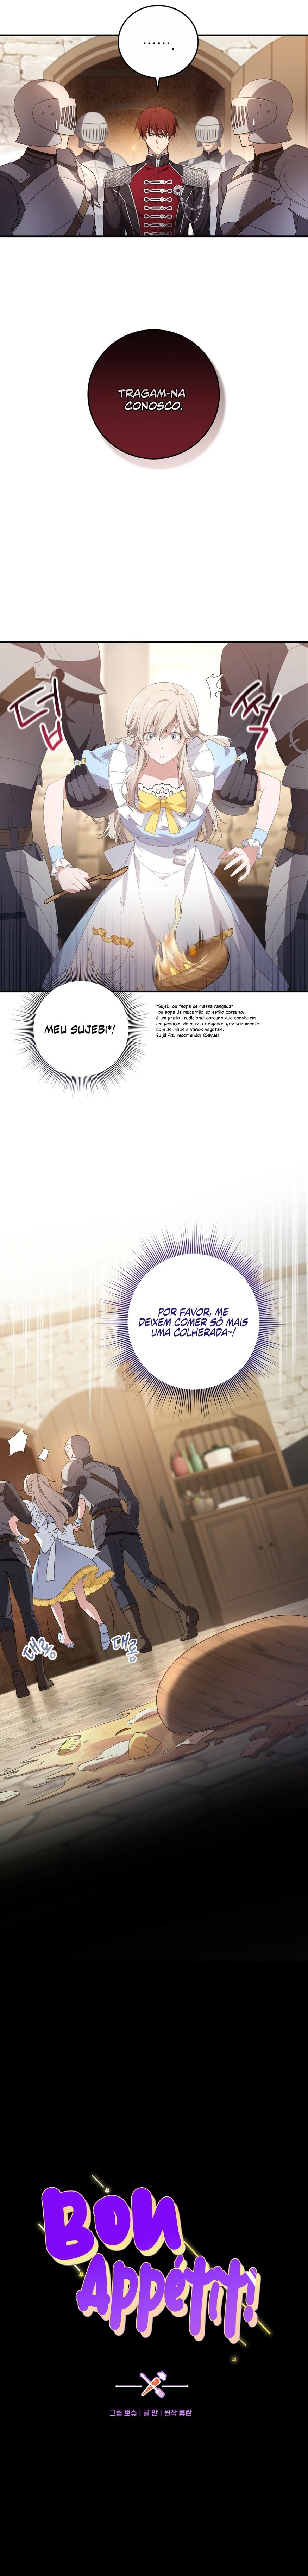 .......
TRAGAM-NA
CONOSCO.
덥
쩍
MEU SUJEBI*!
*Sujebi ou "sopa de massa rasgada"
ou sopa de macarrão ao estilo coreano,
é um prato tradicional coreano que consistem
em pedaços de massa rasgados grosseiramente
com as mãos e vários vegetais.
Eu já fiz, recomendo! (Sayue)
POR FAVOR, ME
DEIXEM COMER SÓ MAIS
UMA COLHERADA~!
Bon
Appétit!
그림 뽀슈 | 글 만 | 원작 류란